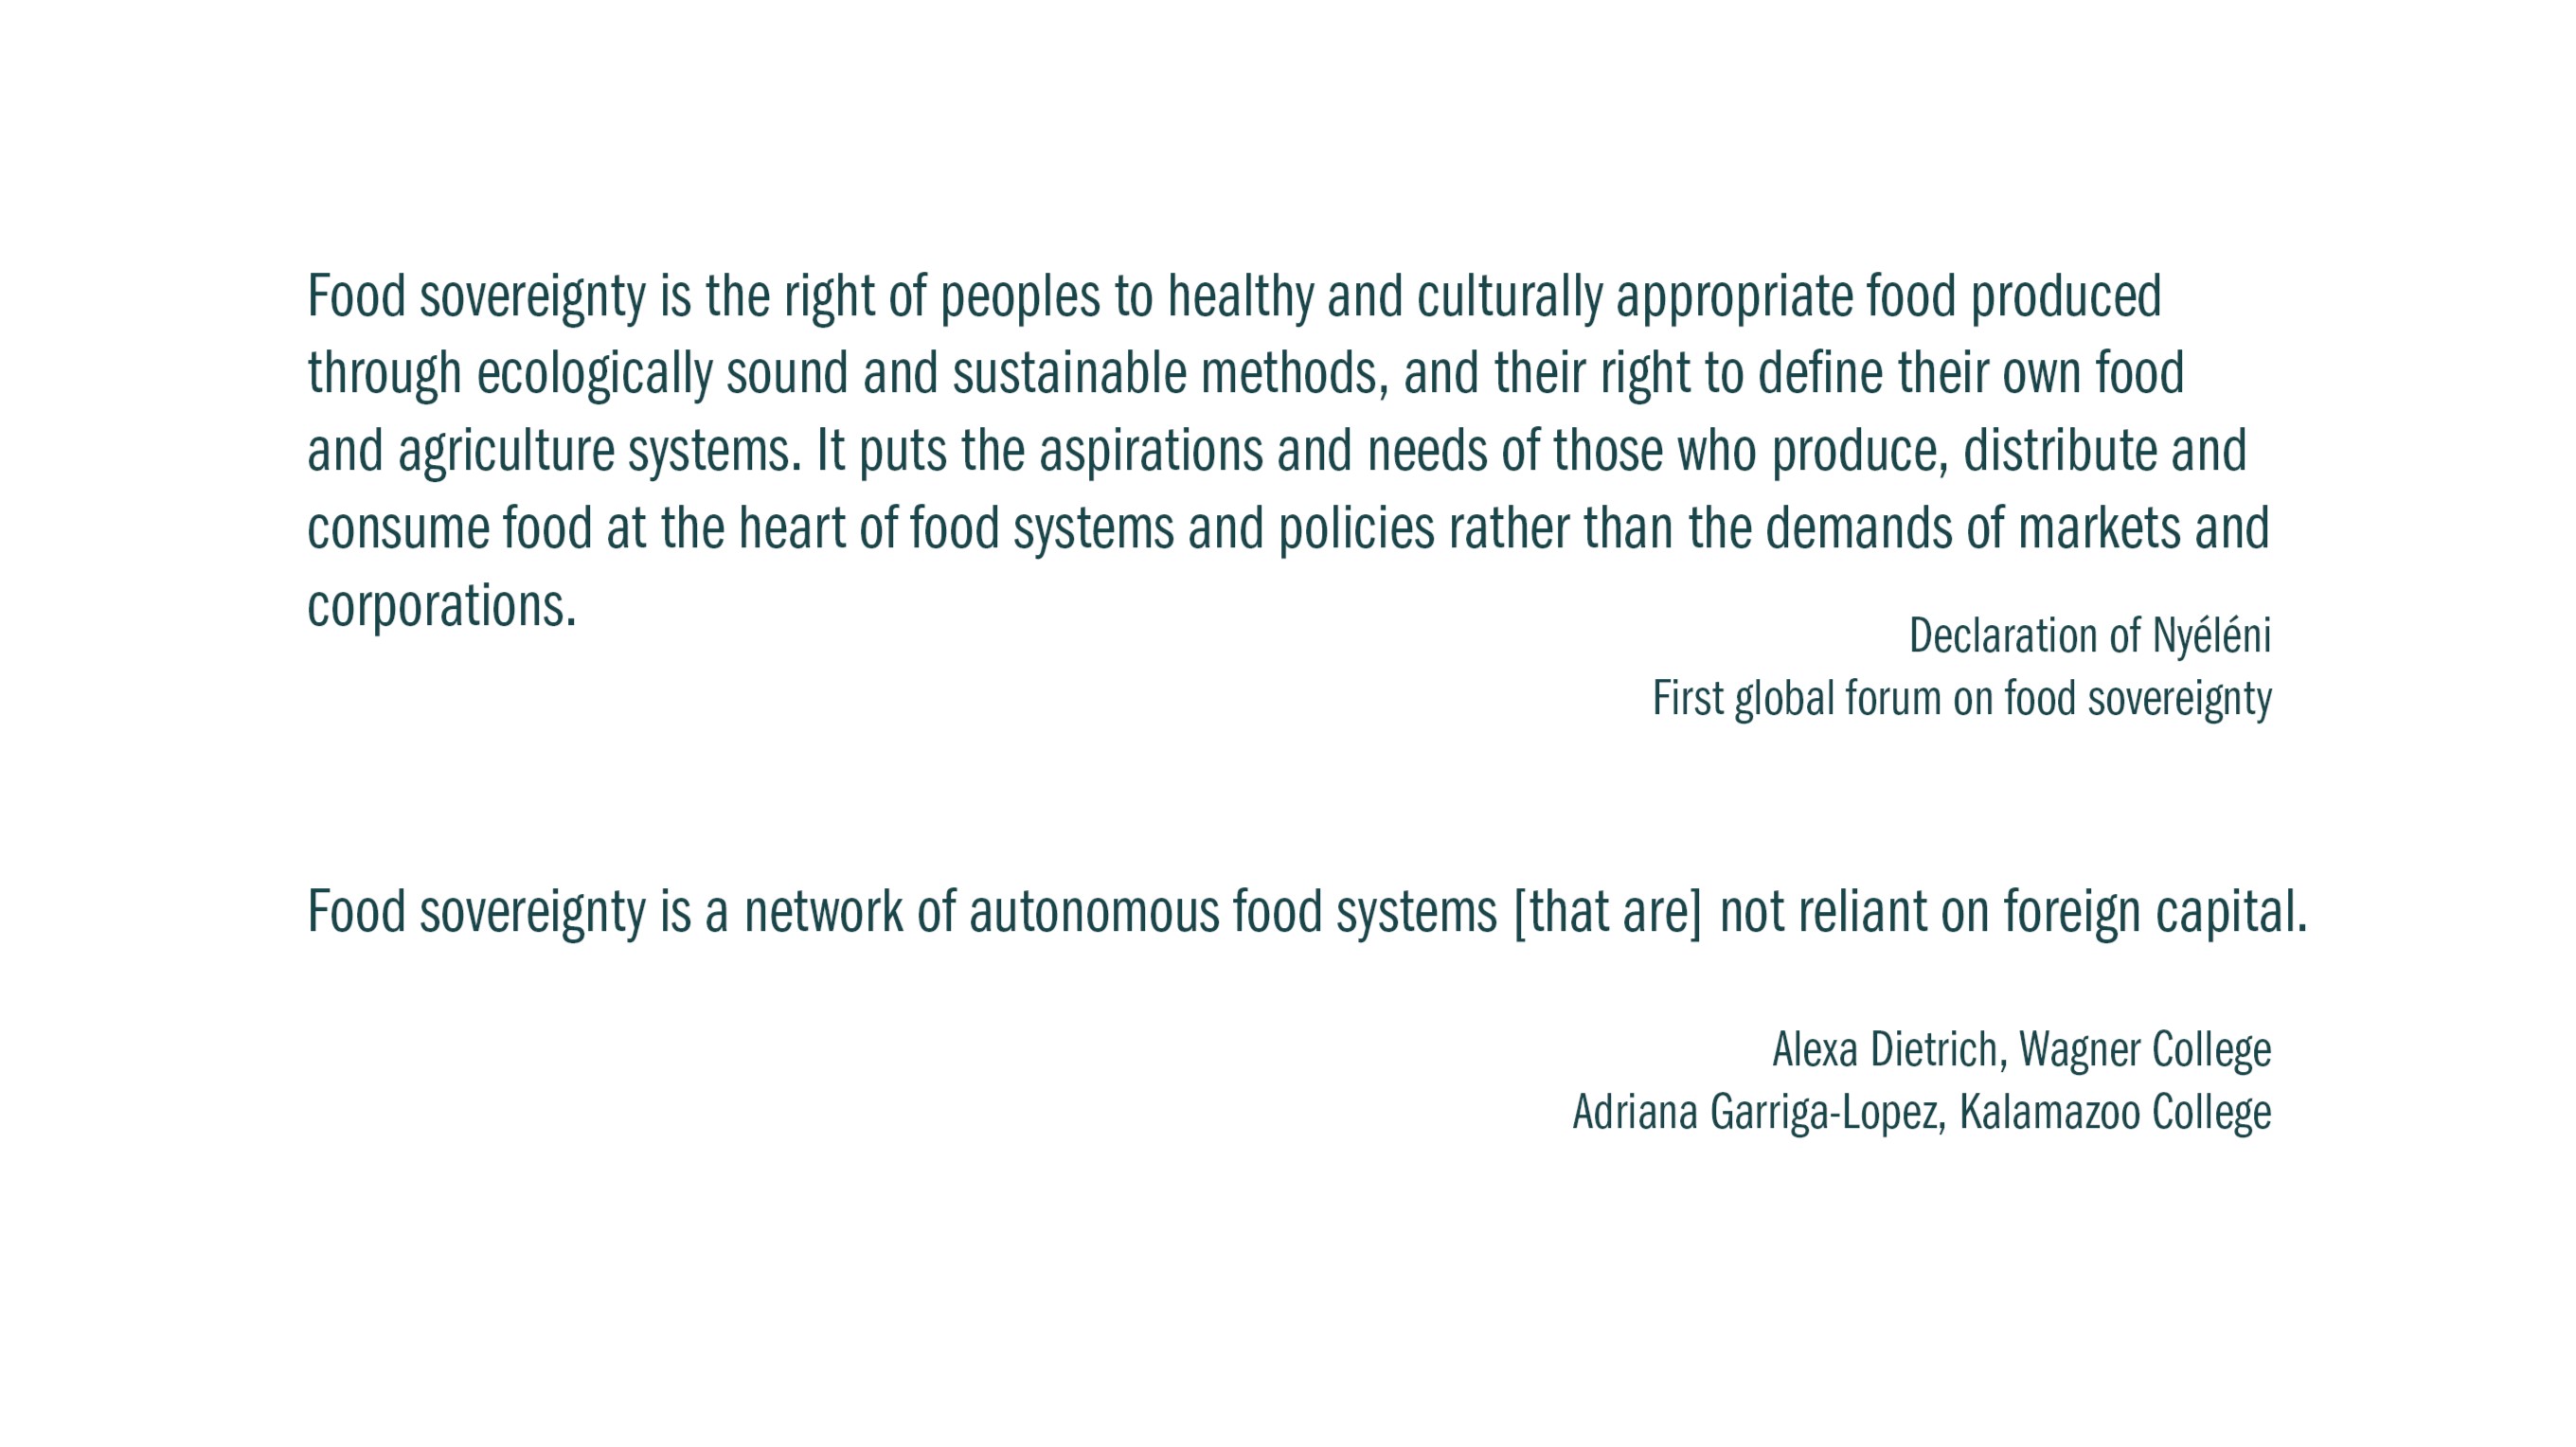 Food sovereignty is the right of peoples to healthy and culturally appropriate food produced
through ecologically sound and sustainable methods, and their right to define their own food
and agriculture systems. It puts the aspirations and needs of those who produce, distribute and
consume food at the heart of food systems and policies rather than the demands of markets and
corporations.
Declaration of Nyéléni
First global forum on food sovereignty
Food sovereignty is a network of autonomous food systems [that are] not reliant on foreign capital.
Alexa Dietrich, Wagner College
Adriana Garriga-Lopez, Kalamazoo College